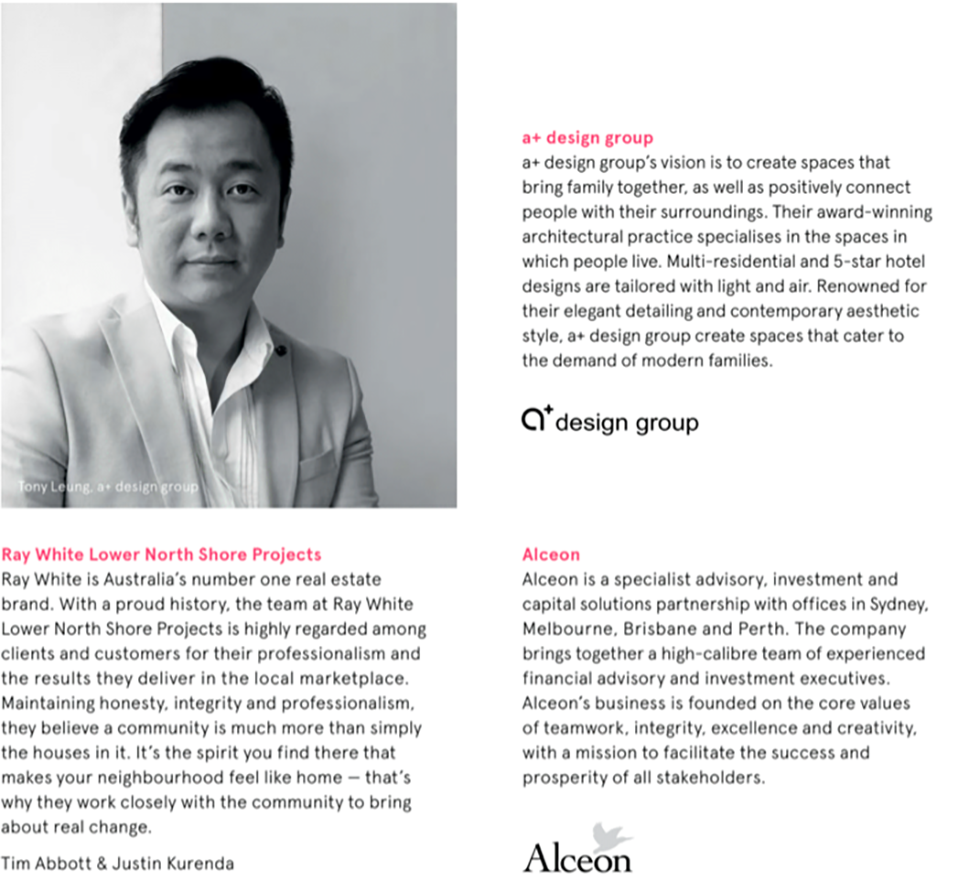 Tony Leung, a+ design group
a+ design group
a+ design group's vision is to create spaces that
bring family together, as well as positively connect
people with their surroundings. Their award-winning
architectural practice specialises in the spaces in
which people live. Multi-residential and 5-star hotel
designs are tailored with light and air. Renowned for
their elegant detailing and contemporary aesthetic
style, a+ design group create spaces that cater to
the demand of modern families.
a+ design group
Ray White Lower North Shore Projects
Ray White is Australia's number one real estate
brand. With a proud history, the team at Ray White
Lower North Shore Projects is highly regarded among
clients and customers for their professionalism and
the results they deliver in the local marketplace.
Maintaining honesty, integrity and professionalism,
they believe a community is much more than simply
the houses in it. It's the spirit you find there that
makes your neighbourhood feel like home – that's
why they work closely with the community to bring
about real change.
Tim Abbott & Justin Kurenda
Alceon
Alceon is a specialist advisory, investment and
capital solutions partnership with offices in Sydney,
Melbourne, Brisbane and Perth. The company
brings together a high-calibre team of experienced
financial advisory and investment executives.
Alceon's business is founded on the core values
of teamwork, integrity, excellence and creativity,
with a mission to facilitate the success and
prosperity of all stakeholders.
Alceon